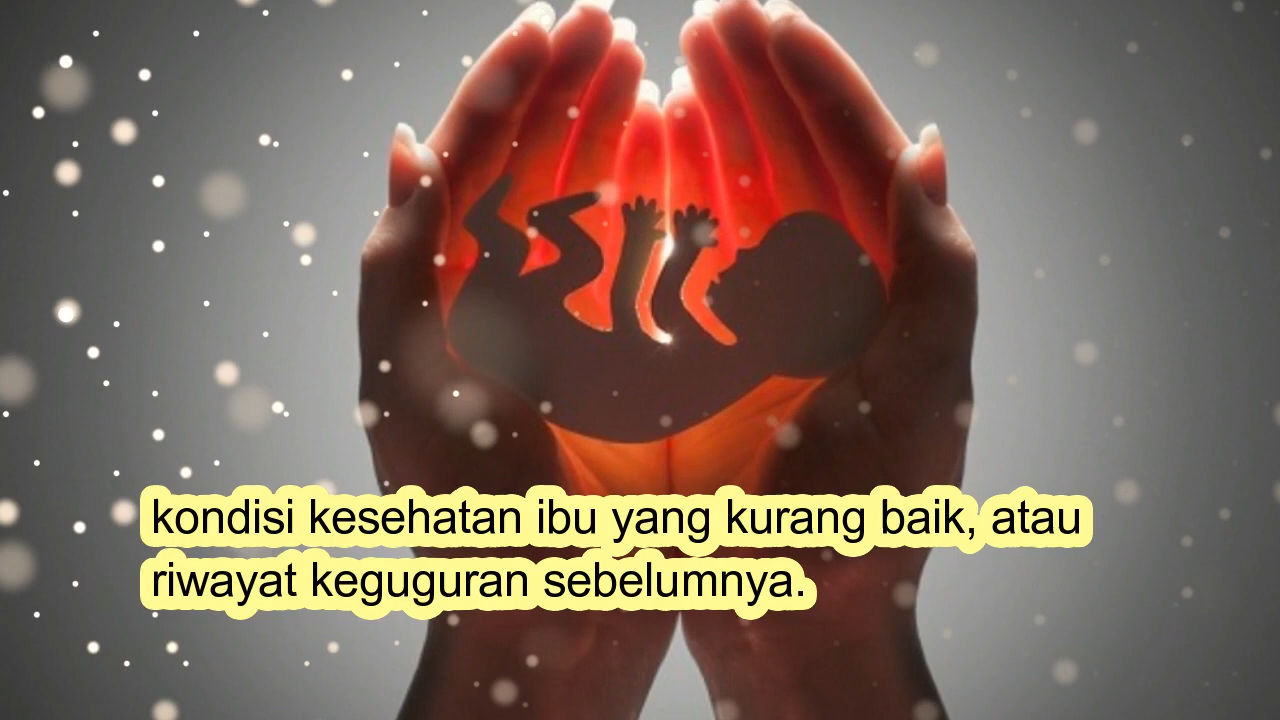 kondisi kesehatan ibu yang kurang baik, atau
riwayat keguguran sebelumnya.